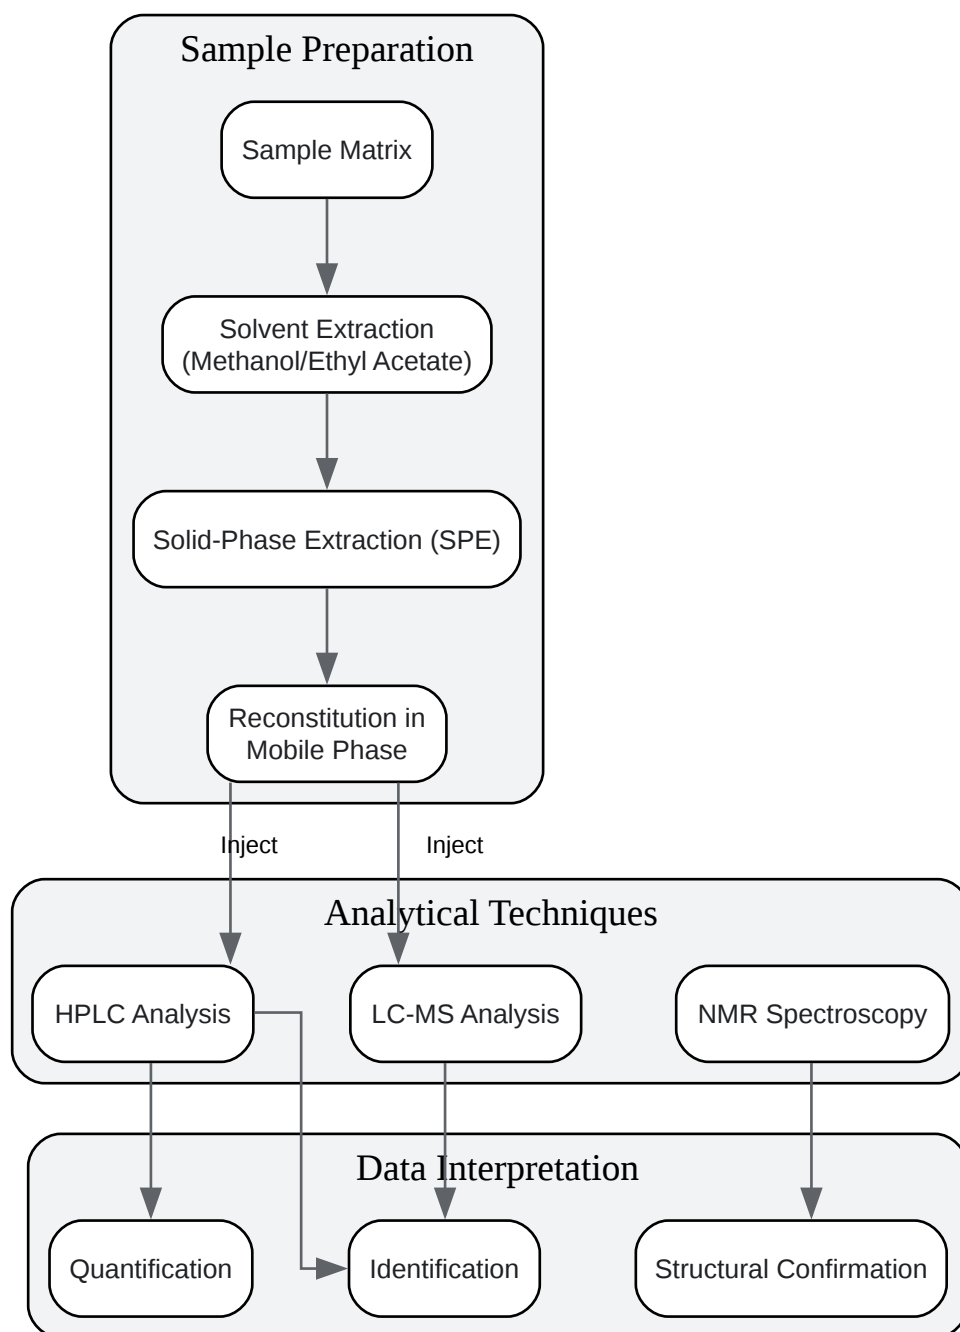 Sample Preparation
Sample Matrix
Solvent Extraction
(Methanol/Ethyl Acetate)
Solid-Phase Extraction (SPE)
Reconstitution in
Mobile Phase
Inject
Inject
Analytical Techniques
HPLC Analysis
LC-MS Analysis
NMR Spectroscopy
Data Interpretation
Quantification
Identification
Structural Confirmation